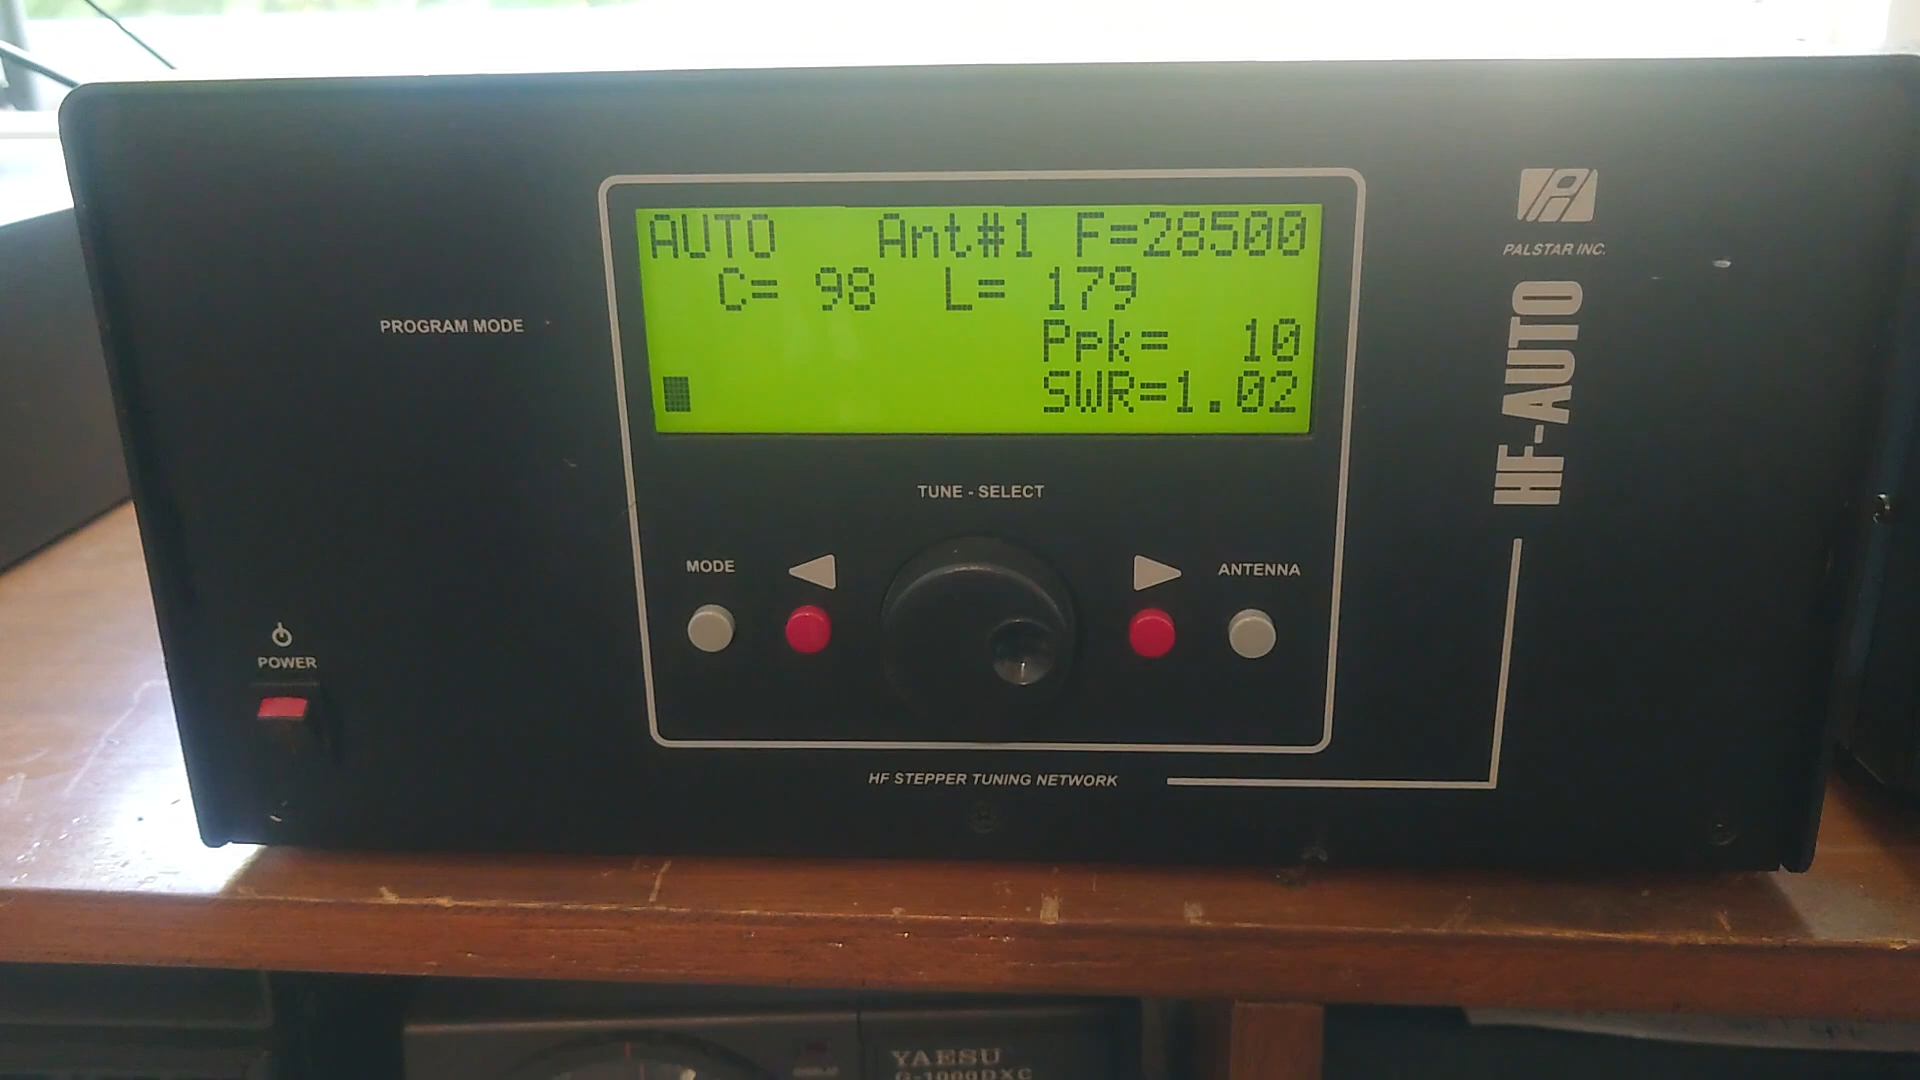 AUTO Ant#1 F=28500
C= 98 L= 179
Ppk= 10
SWR=1.02
PROGRAM MODE
PALSTAR INC.
HF-AUTO
TUNE - SELECT
MODE
ANTENNA
POWER
HF STEPPER TUNING NETWORK
YAESU
G-1000DXC